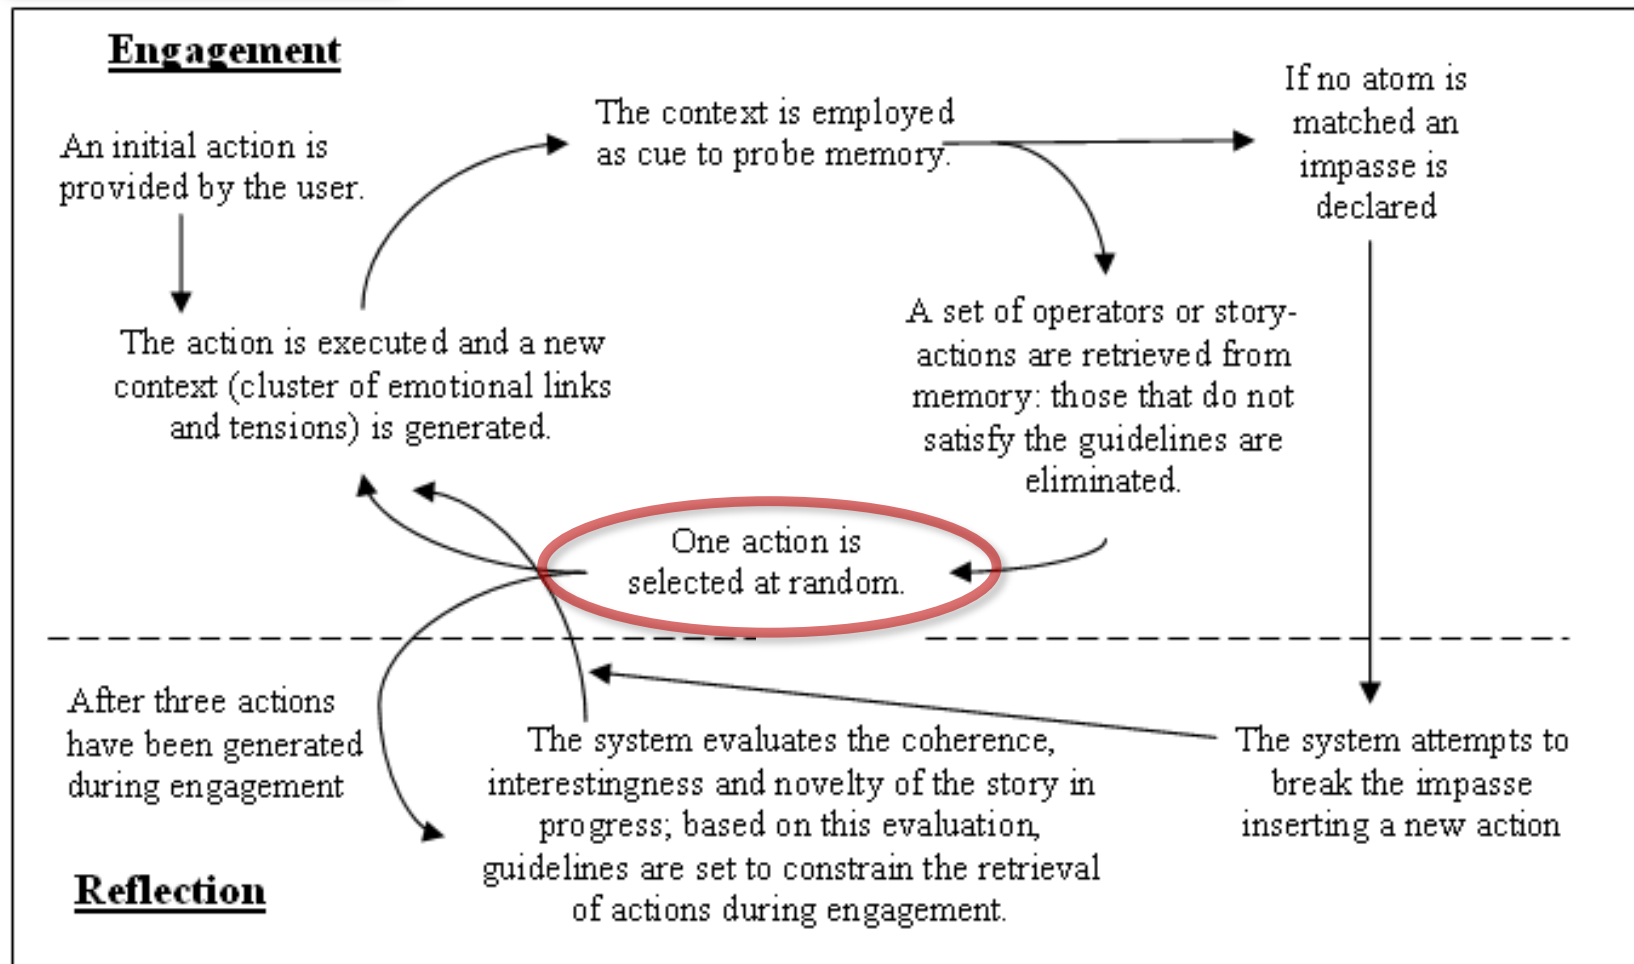 Engagement
An initial action is
provided by the user.
The action is executed and a new
context (cluster of emotional links
and tensions) is generated.
The context is employed
as cue to probe memory.
If no atom is
matched an
impasse is
declared
A set of operators or story-
actions are retrieved from
memory: those that do not
satisfy the guidelines are
eliminated.
One action is
selected at random.
After three actions
have been generated
during engagement
The system evaluates the coherence,
interestingness and novelty of the story in
progress; based on this evaluation,
guidelines are set to constrain the retrieval
of actions during engagement.
The system attempts to
break the impasse
inserting a new action
Reflection